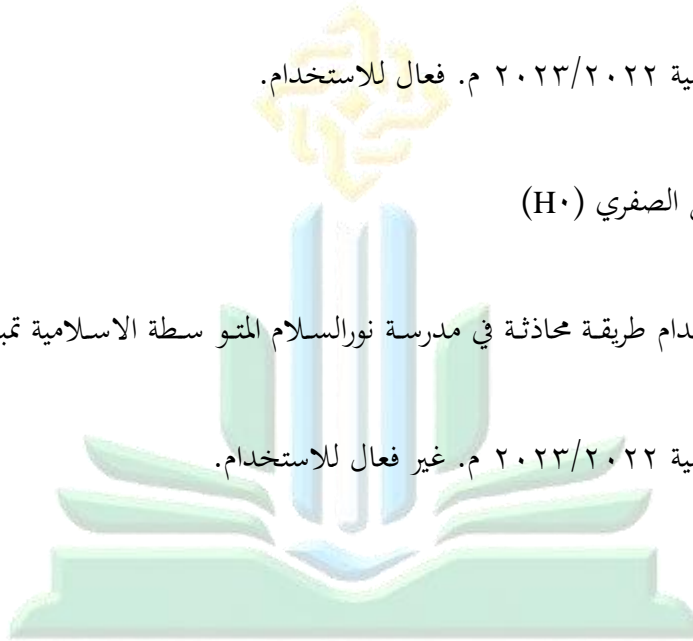 ية ٢٠٢٣/٢٠٢٢ م. فعال للاستخدام.
الصفري (H٠)
دام طريقة محاذثة في مدرسة نورالسلام المتو سطة الاسلامية تمب
ية ٢٠٢٣/٢٠٢٢ م. غير فعال للاستخدام.